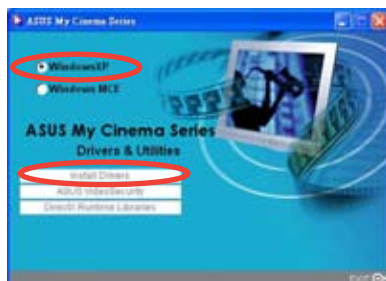 ASUS My Cinema Series
WindowsXP
Windows MCE
ASUS My Cinema Series
Drivers & Utilities
Install Drivers
ASUS VideoSecurity
DirectX Runtime Libraries